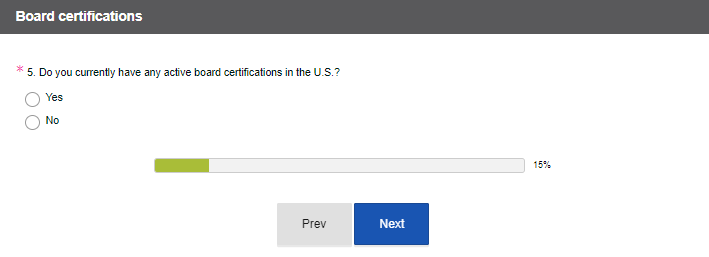 Board certifications
* 5. Do you currently have any active board certifications in the U.S.?
Yes
No
15%
Prev
Next